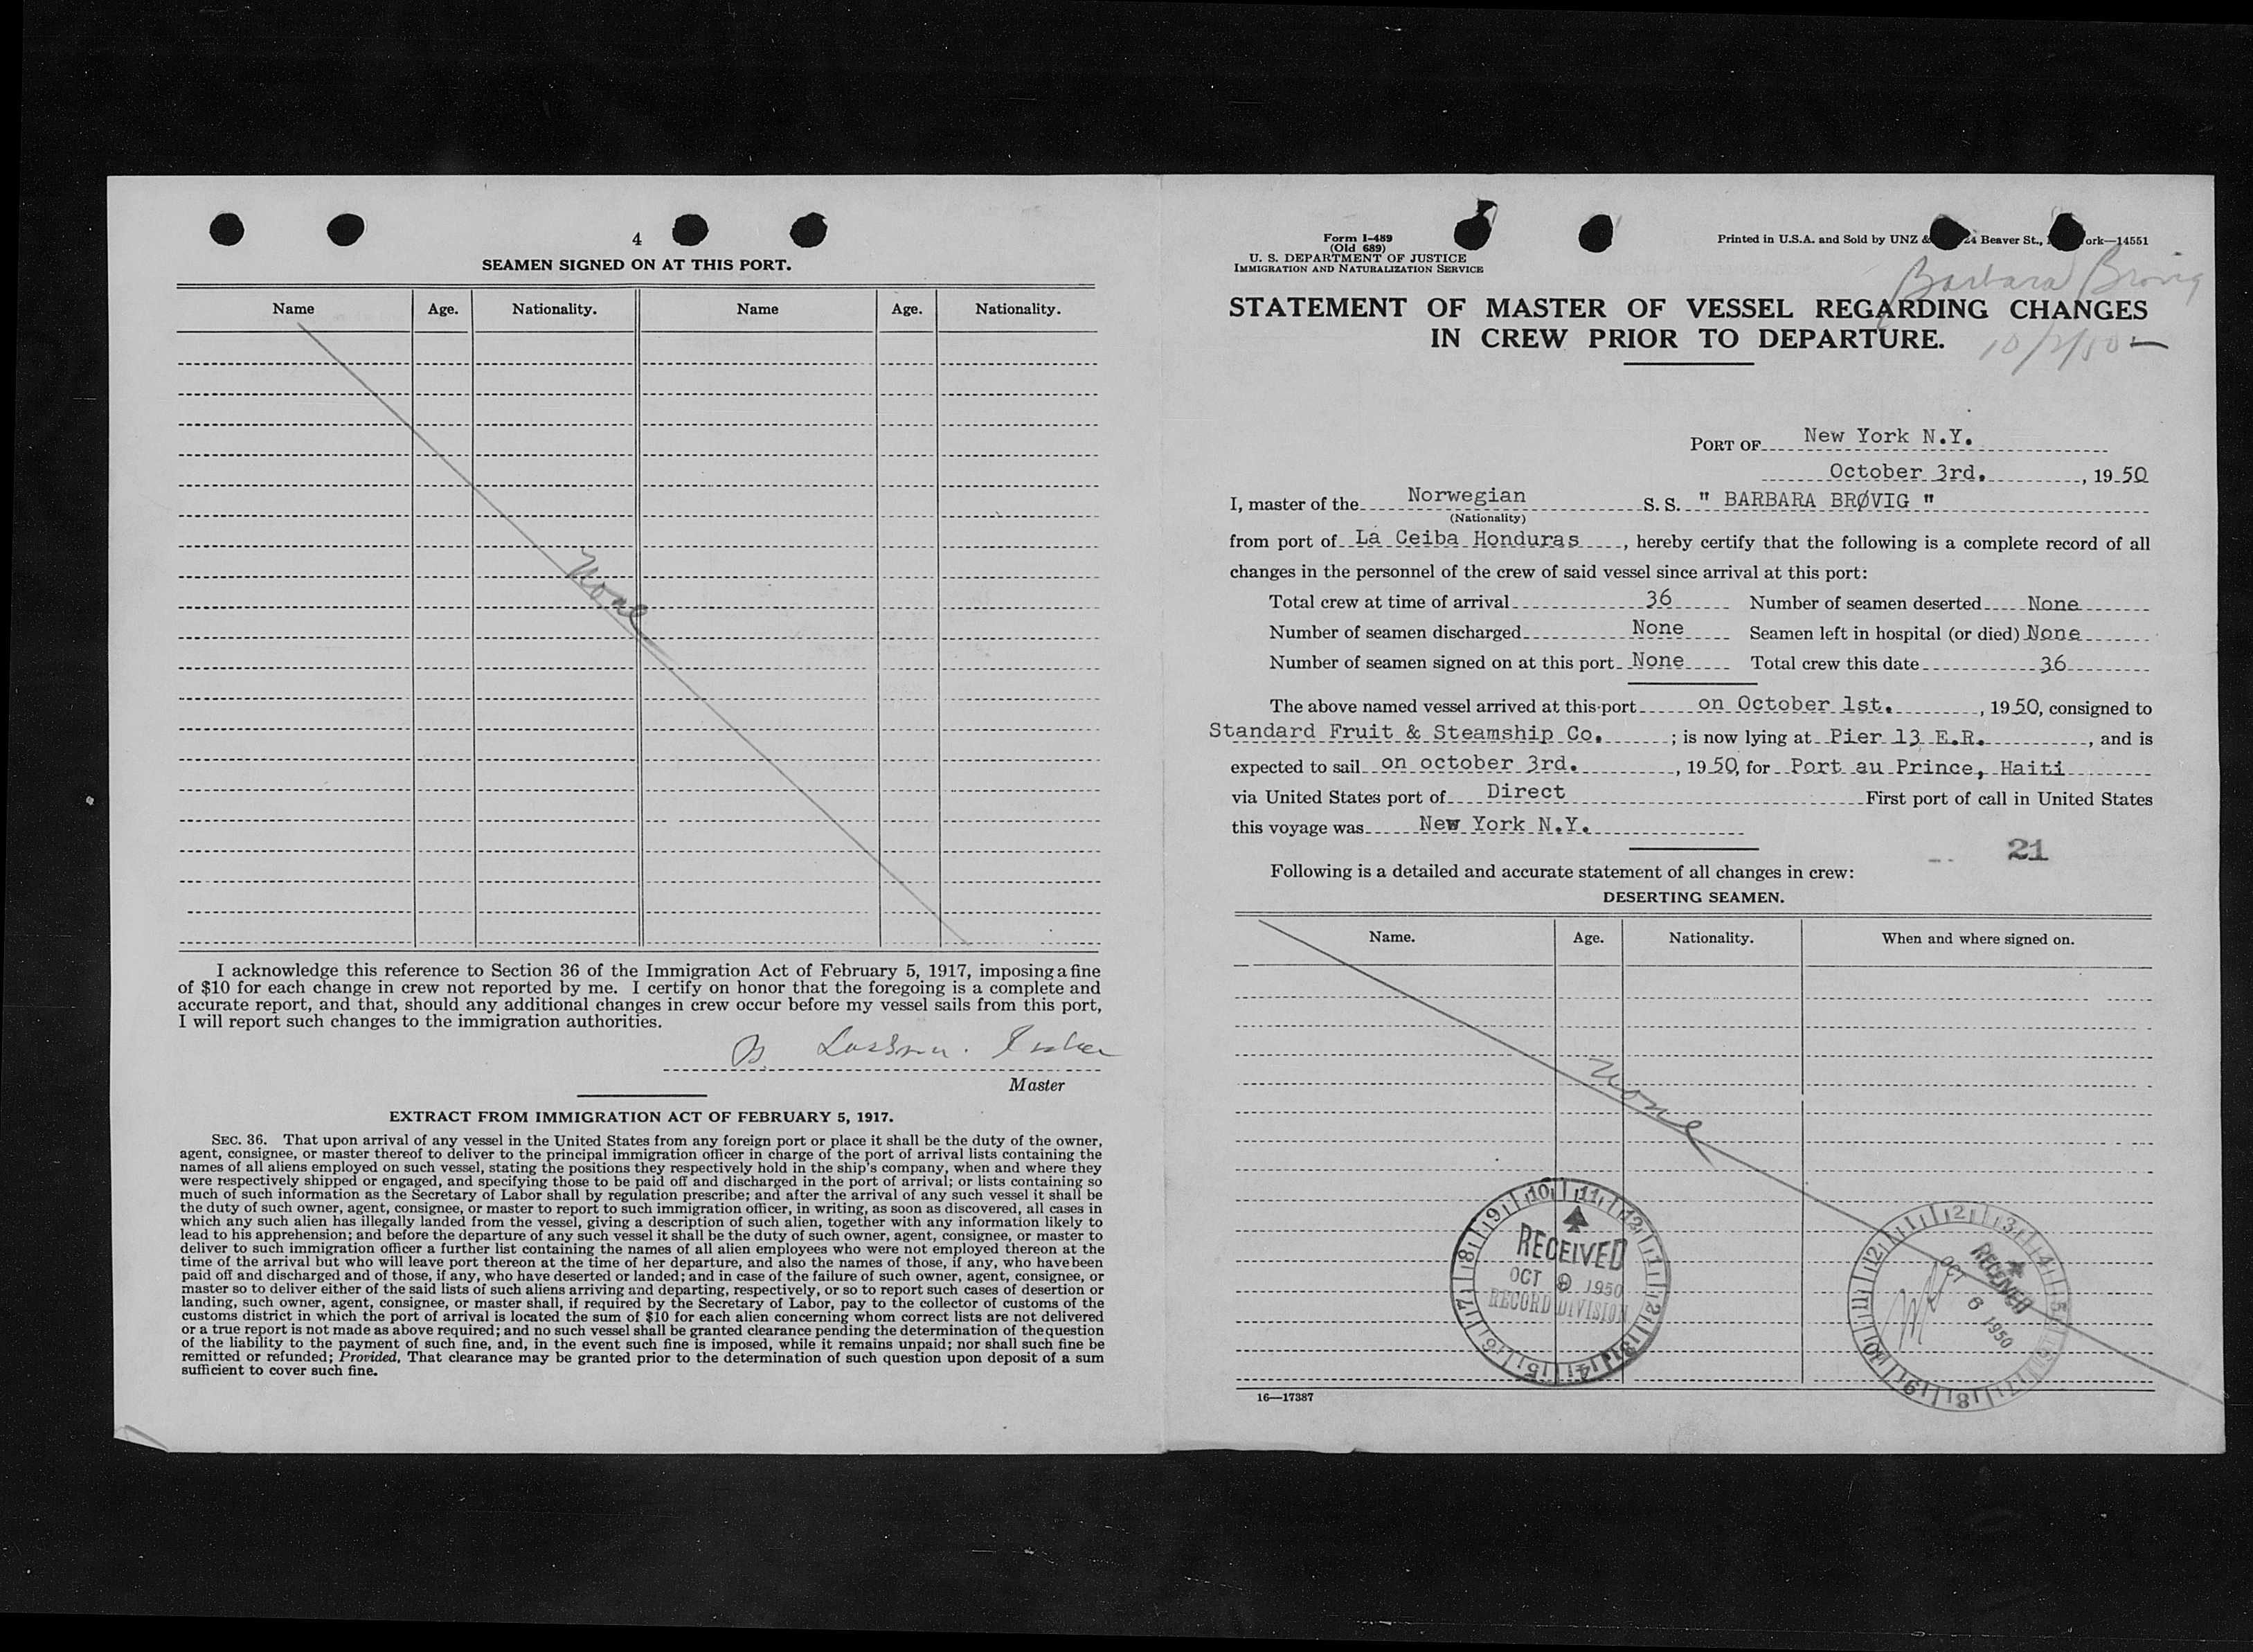 4
SEAMEN SIGNED ON AT THIS PORT.
Name Age. Nationality. Name Age. Nationality.
None
I acknowledge this reference to Section 36 of the Immigration Act of February 5, 1917, imposing a fine
of $10 for each change in crew not reported by me. I certify on honor that the foregoing is a complete and
accurate report, and that, should any additional changes in crew occur before my vessel sails from this port,
I will report such changes to the immigration authorities.
Master
EXTRACT FROM IMMIGRATION ACT OF FEBRUARY 5, 1917.
SEC. 36. That upon arrival of any vessel in the United States from any foreign port or place it shall be the duty of the owner,
agent, consignee, or master thereof to deliver to the principal immigration officer in charge of the port of arrival lists containing the
names of all aliens employed on such vessel, stating the positions they respectively hold in the ship's company, when and where they
were respectively shipped or engaged, and specifying those to be paid off and discharged in the port of arrival; or lists containing so
much of such information as the Secretary of Labor shall by regulation prescribe; and after the arrival of any such vessel it shall be
the duty of such owner, agent, consignee, or master to report to such immigration officer, in writing, as soon as discovered, all cases in
which any such alien has illegally landed from the vessel, giving a description of such alien, together with any information likely to
lead to his apprehension; and before the departure of any such vessel it shall be the duty of such owner, agent, consignee, or master to
deliver to such immigration officer a further list containing the names of all alien employees who were not employed thereon at the
time of the arrival but who will leave port thereon at the time of her departure, and also the names of those, if any, who have been
paid off and discharged and of those, if any, who have deserted or landed; and in case of the failure of such owner, agent, consignee, or
master so to deliver either of the said lists of such aliens arriving and departing, respectively, or so to report such cases of desertion or
landing, such owner, agent, consignee, or master shall, if required by the Secretary of Labor, pay to the collector of customs of the
customs district in which the port of arrival is located the sum of $10 for each alien concerning whom correct lists are not delivered
or a true report is not made as above required; and no such vessel shall be granted clearance pending the determination of the question
of the liability to the payment of such fine, and, in the event such fine is imposed, while it remains unpaid; nor shall such fine be
remitted or refunded; Provided, That clearance may be granted prior to the determination of such question upon deposit of a sum
sufficient to cover such fine.
Form I-489
(Old 689)
U. S. DEPARTMENT OF JUSTICE
IMMIGRATION AND NATURALIZATION SERVICE
Printed in U.S.A. and Sold by UNZ & 24 Beaver St., ork—14551
Barbara Brovig
STATEMENT OF MASTER OF VESSEL REGARDING CHANGES
IN CREW PRIOR TO DEPARTURE.
PORT OF New York N.Y.
October 3rd. , 19 50
I, master of the Norwegian S. S. " BARBARA BRØVIG "
(Nationality)
from port of La Ceiba Honduras , hereby certify that the following is a complete record of all
changes in the personnel of the crew of said vessel since arrival at this port:
Total crew at time of arrival 36 Number of seamen deserted None
Number of seamen discharged None Seamen left in hospital (or died) None
Number of seamen signed on at this port None Total crew this date 36
The above named vessel arrived at this port on October 1st. , 19 50, consigned to
Standard Fruit & Steamship Co. ; is now lying at Pier 13 E.R. , and is
expected to sail on october 3rd. , 19 50, for Port au Prince, Haiti
via United States port of Direct First port of call in United States
this voyage was New York N.Y.
21
Following is a detailed and accurate statement of all changes in crew:
DESERTING SEAMEN.
Name. Age. Nationality. When and where signed on.
None
10 11 12 1 2 3 4 5 6 7 8 9
RECEIVED
OCT 9 1950
RECORD DIVISION
12 1 2 3 4 5 6 7 8 9 10 11
RECEIVED
OCT 6 1950
16—17387